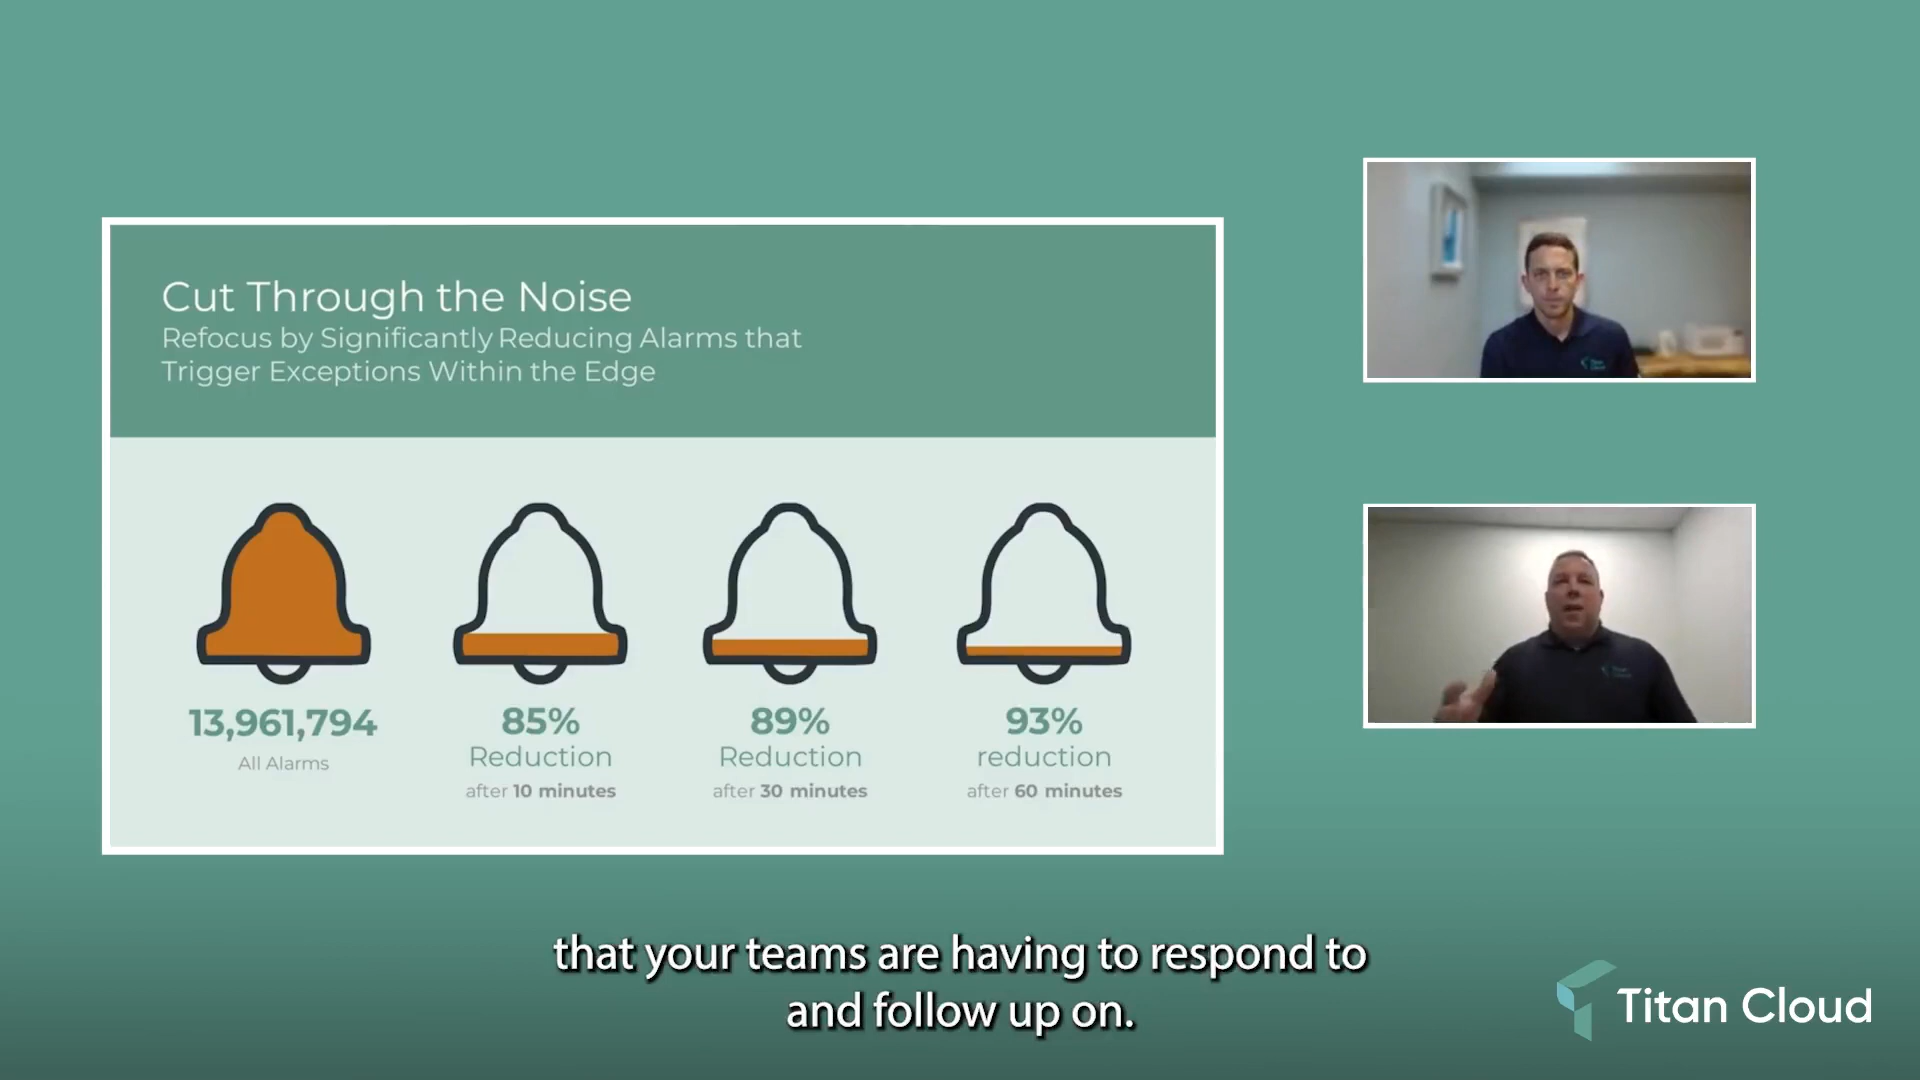 Cut Through the Noise
Refocus by Significantly Reducing Alarms that
Trigger Exceptions Within the Edge
13,961,794
All Alarms
85%
Reduction
after 10 minutes
89%
Reduction
after 30 minutes
93%
reduction
after 60 minutes
that your teams are having to respond to
and follow up on.
Titan Cloud